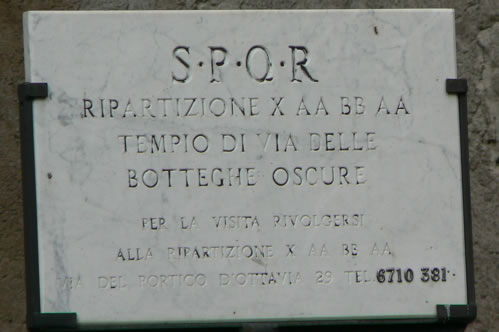 S·P·Q·R
RIPARTIZIONE X AA BB AA
TEMPIO DI VIA DELLE
BOTTEGHE OSCURE
PER LA VISITA RIVOLGERSI
ALLA RIPARTIZIONE X AA BB AA
VIA DEL PORTICO D'OTTAVIA 29 TEL. 6710 381